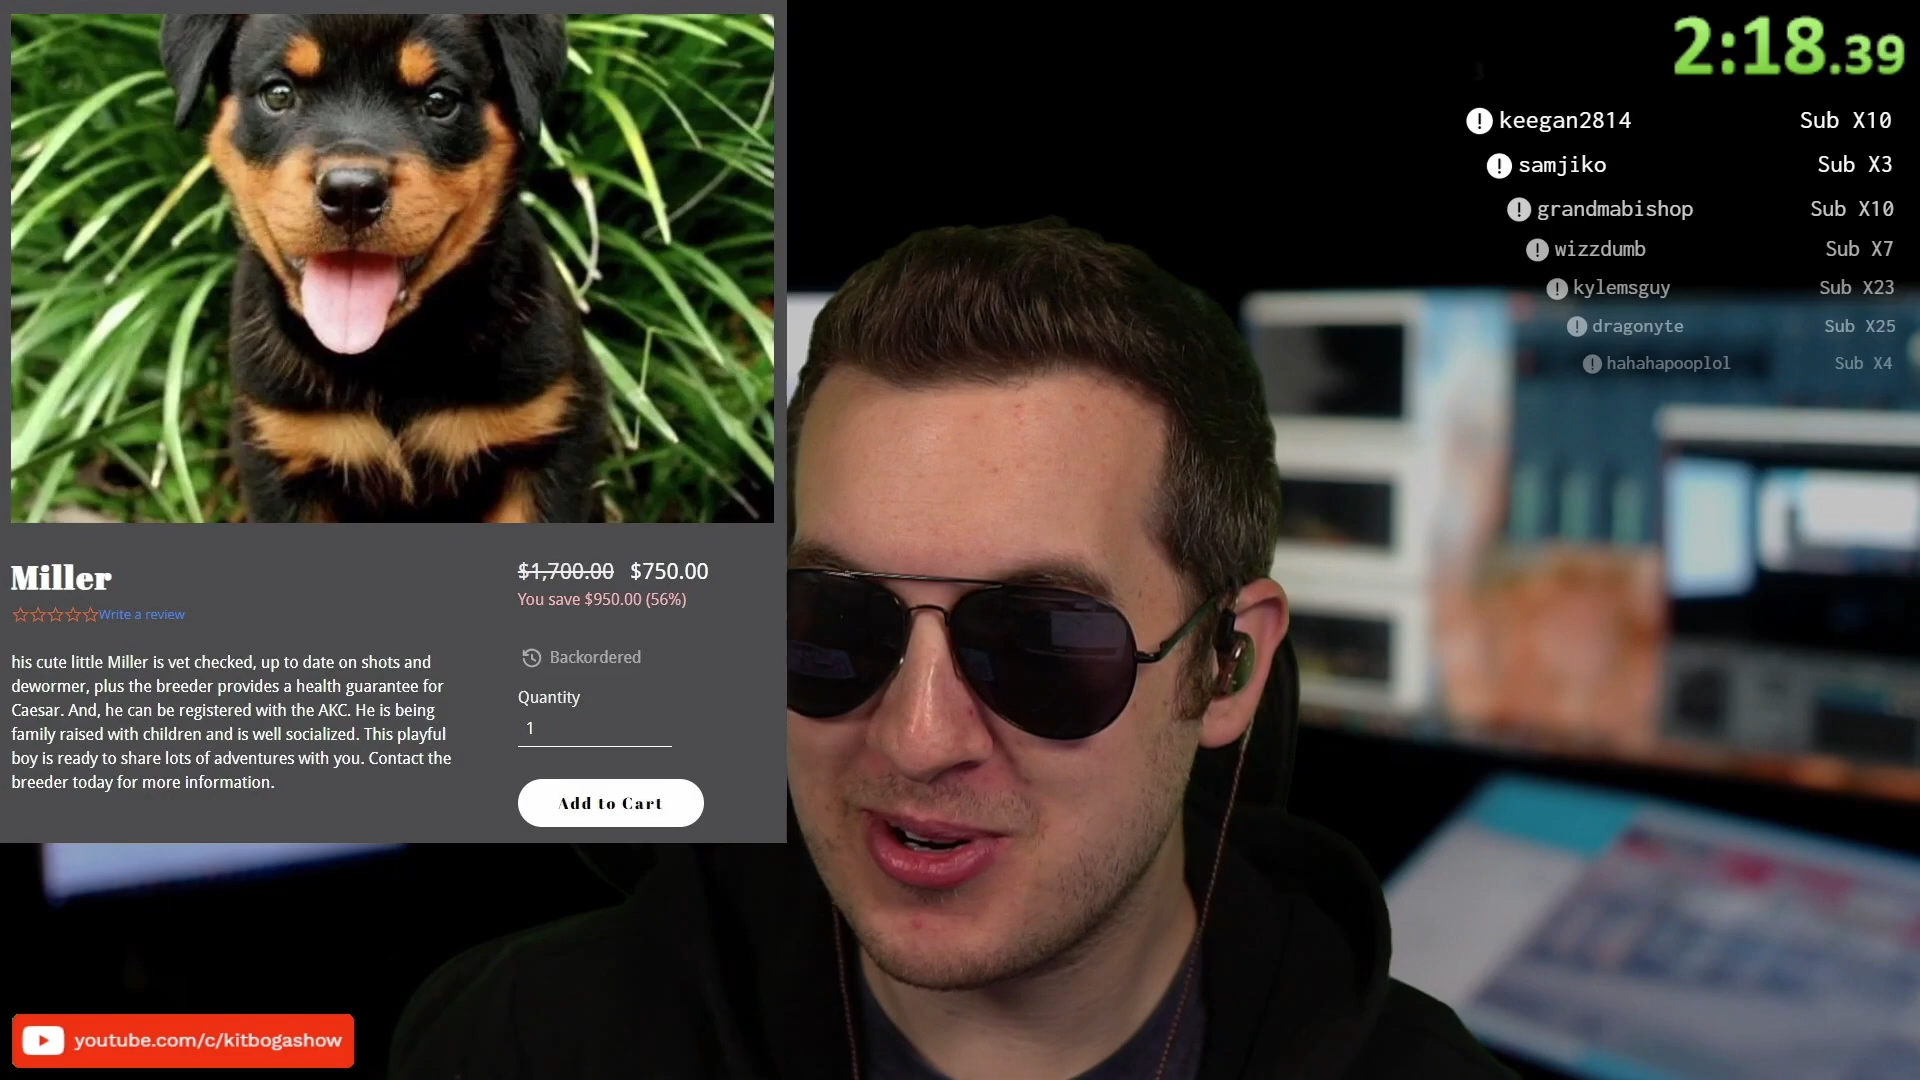 Miller
Write a review
his cute little Miller is vet checked, up to date on shots and
dewormer, plus the breeder provides a health guarantee for
Caesar. And, he can be registered with the AKC. He is being
family raised with children and is well socialized. This playful
boy is ready to share lots of adventures with you. Contact the
breeder today for more information.
$1,700.00 $750.00
You save $950.00 (56%)
Backordered
Quantity
1
Add to Cart
2:18.39
keegan2814 Sub X10
samjiko Sub X3
grandmabishop Sub X10
wizzdumb Sub X7
kylemsguy Sub X23
dragonyte Sub X25
hahahapooplol Sub X4
youtube.com/c/kitbogashow